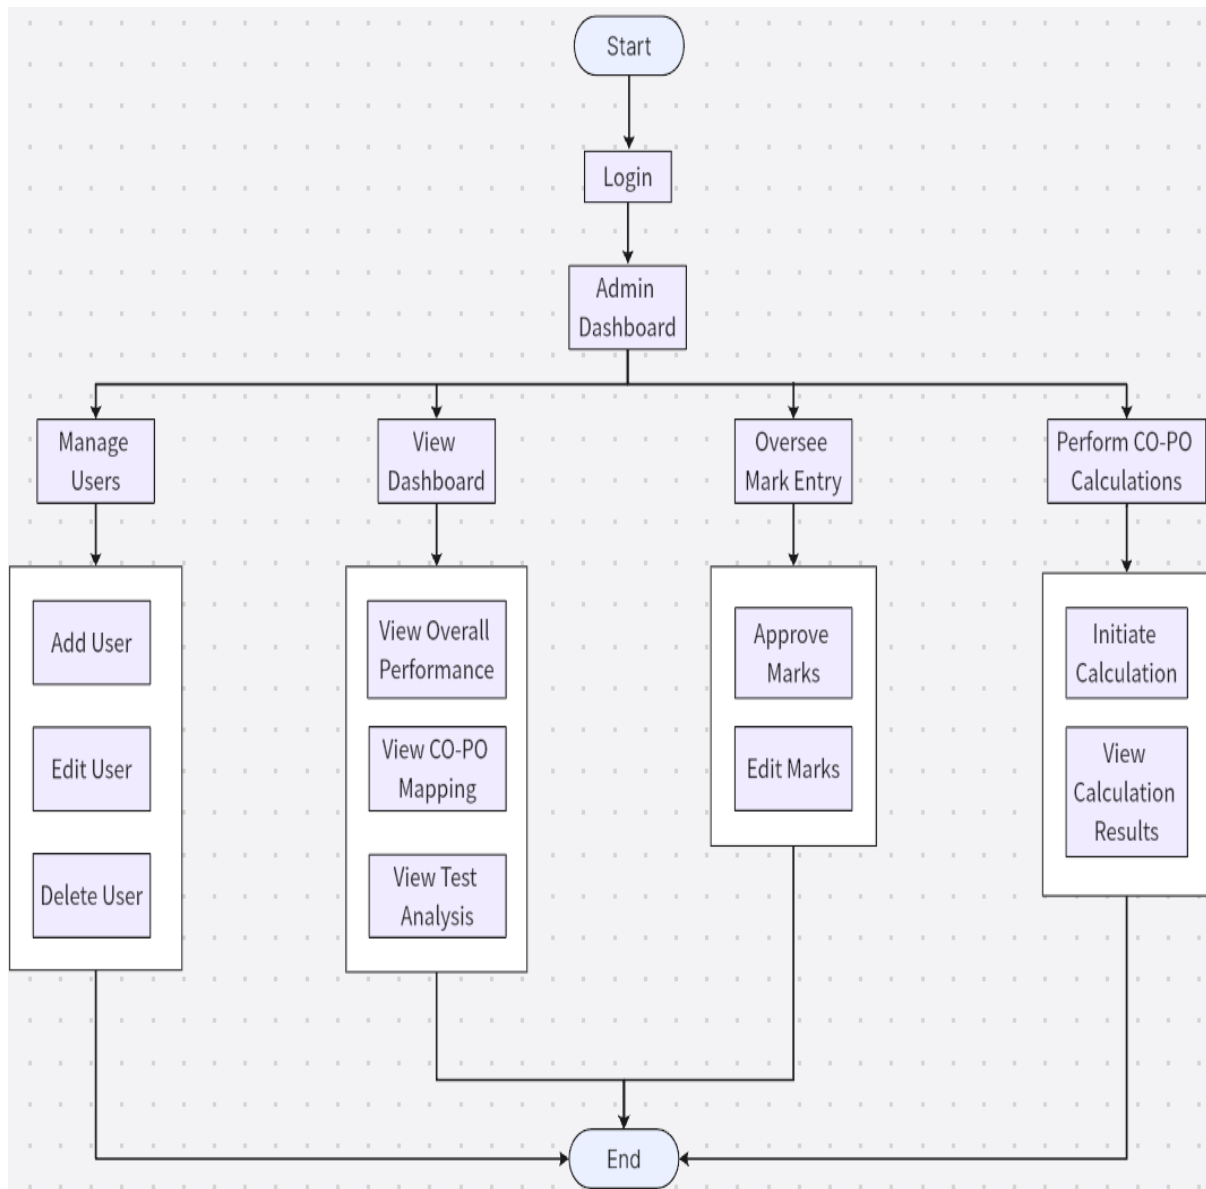 Start
Login
Admin
Dashboard
Manage
Users
View
Dashboard
Oversee
Mark Entry
Perform CO-PO
Calculations
Add User
Edit User
Delete User
View Overall
Performance
View CO-PO
Mapping
View Test
Analysis
Approve
Marks
Edit Marks
Initiate
Calculation
View
Calculation
Results
End